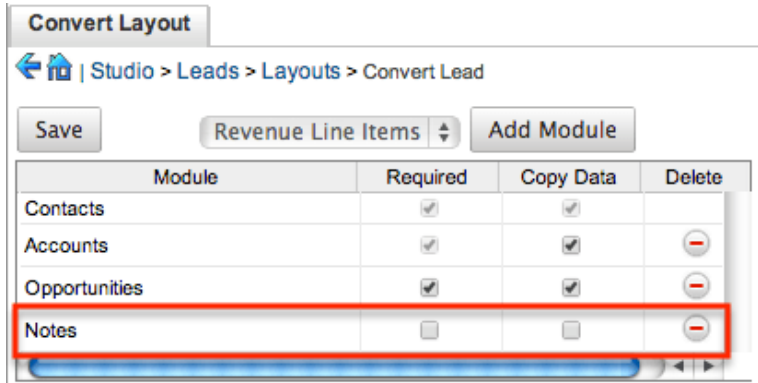 Convert Layout
| Studio > Leads > Layouts > Convert Lead
Save Revenue Line Items Add Module
Module Required Copy Data Delete
Contacts
Accounts
Opportunities
Notes